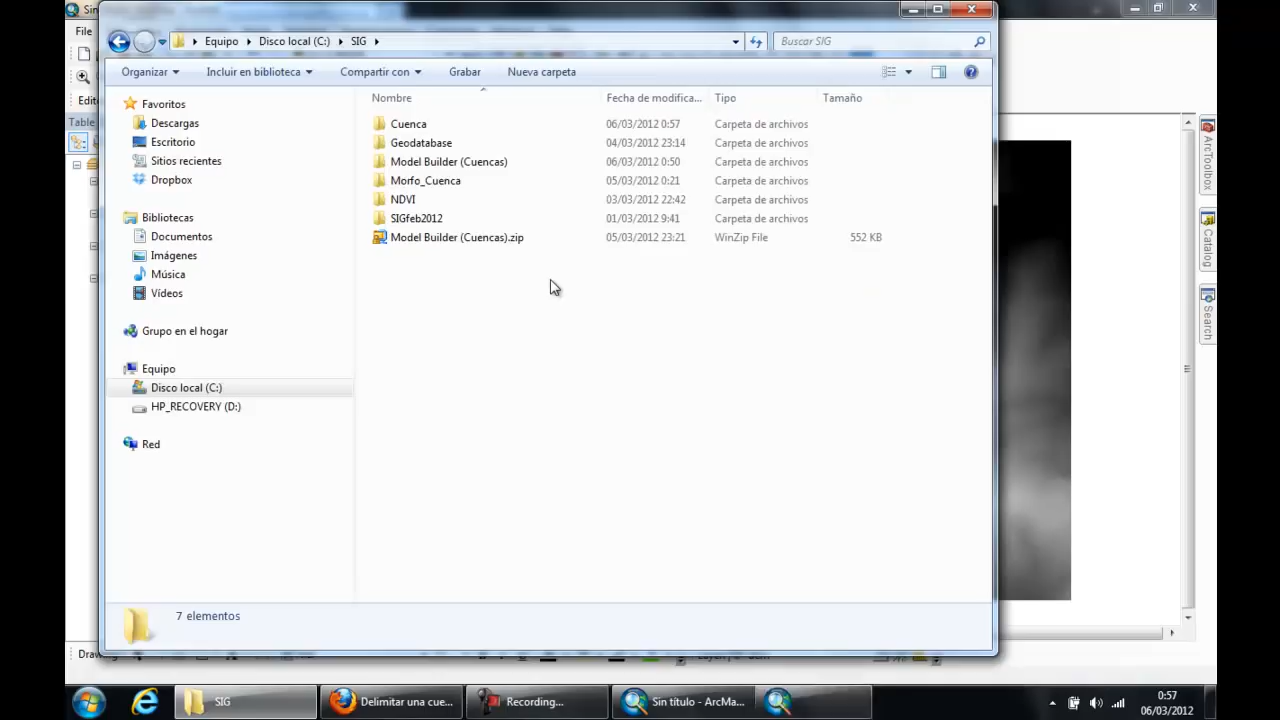 Sin
File
Edito
Table
Equipo Disco local (C:) SIG
Buscar SIG
Organizar Incluir en biblioteca Compartir con Grabar Nueva carpeta
Nombre Fecha de modifica... Tipo Tamaño
Favoritos
Descargas
Escritorio
Sitios recientes
Dropbox
Bibliotecas
Documentos
Imágenes
Música
Vídeos
Grupo en el hogar
Equipo
Disco local (C:)
HP_RECOVERY (D:)
Red
Cuenca 06/03/2012 0:57 Carpeta de archivos
Geodatabase 04/03/2012 23:14 Carpeta de archivos
Model Builder (Cuencas) 06/03/2012 0:50 Carpeta de archivos
Morfo_Cuenca 05/03/2012 0:21 Carpeta de archivos
NDVI 03/03/2012 22:42 Carpeta de archivos
SIGfeb2012 01/03/2012 9:41 Carpeta de archivos
Model Builder (Cuencas).zip 05/03/2012 23:21 WinZip File 852 KB
7 elementos
ArcToolbox
Catalog
Search
Draw
SIG
Delimitar una cue...
Recording...
Sin título - ArcMa...
0:57
06/03/2012